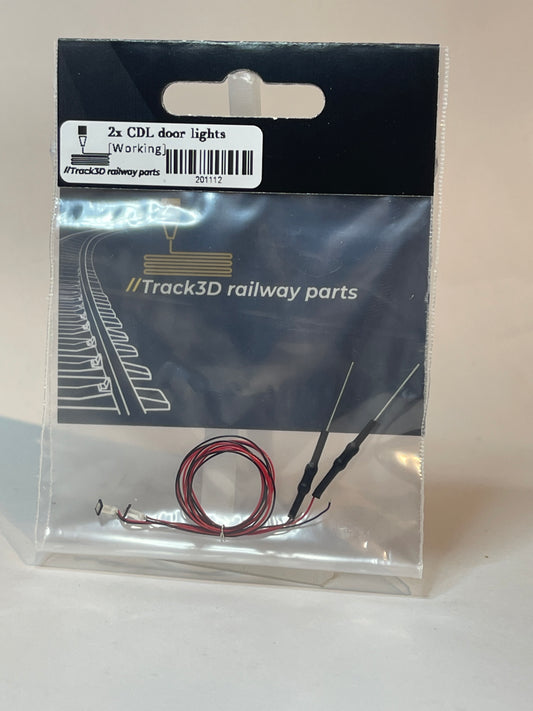 2x CDL door lights
[Working]
//Track3D railway parts
201112
//Track3D railway parts